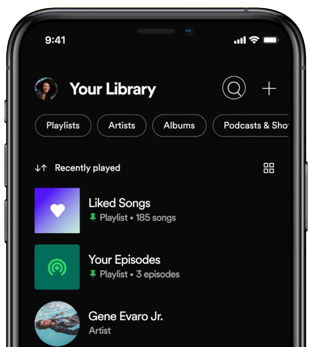 9:41
Your Library
Playlists Artists Albums Podcasts & Sho
Recently played
Liked Songs
Playlist • 185 songs
Your Episodes
Playlist • 3 episodes
Gene Evaro Jr.
Artist